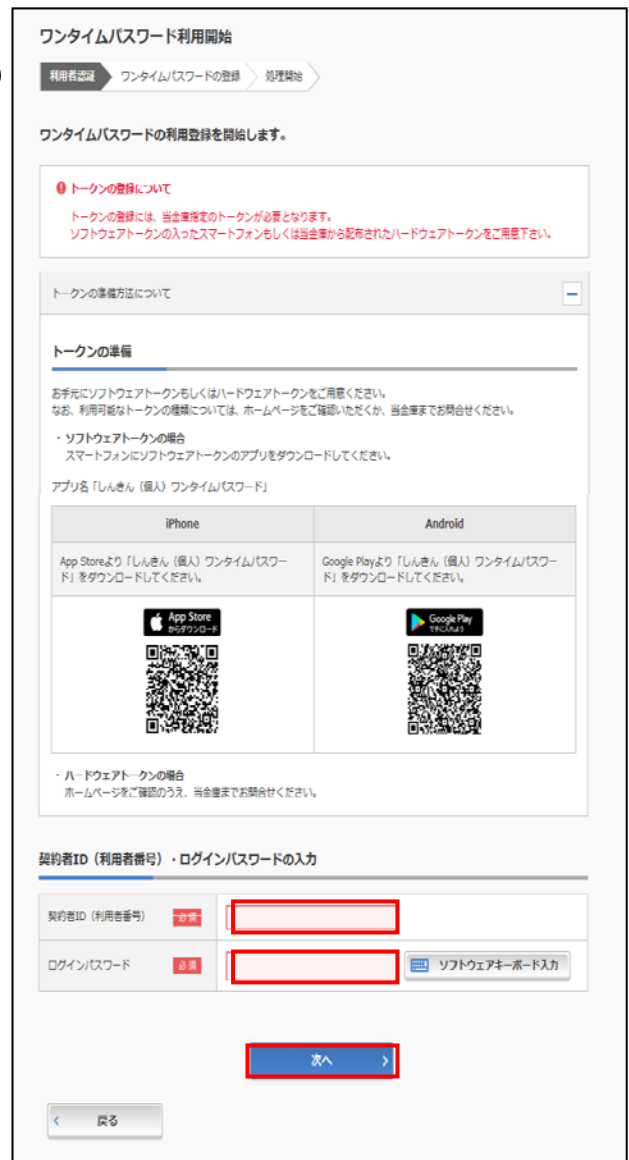 ワンタイムパスワード利用開始
利用者認証 ワンタイムパスワードの登録 処理開始
ワンタイムパスワードの利用登録を開始します。
トークンの登録について
トークンの登録には、当金庫指定のトークンが必要となります。
ソフトウェアトークンの入ったスマートフォンもしくは当金庫から配布されたハードウェアトークンをご用意下さい。
トークンの準備方法について
トークンの準備
お手元にソフトウェアトークンもしくはハードウェアトークンをご用意ください。
なお、利用可能なトークンの種類については、ホームページをご確認いただくか、当金庫までお問合せください。
・ソフトウェアトークンの場合
スマートフォンにソフトウェアトークンのアプリをダウンロードしてください。
アプリ名「しんきん（個人）ワンタイムパスワード」
iPhone Android
App Storeより「しんきん（個人）ワンタイムパスワー
ド」をダウンロードしてください。
Google Playより「しんきん（個人）ワンタイムパスワー
ド」をダウンロードしてください。
App Store
からダウンロード
Google Play
で手に入れよう
・ハードウェアトークンの場合
ホームページをご確認のうえ、当金庫までお問合せください。
契約者ID（利用者番号）・ログインパスワードの入力
契約者ID（利用者番号） 必須
ログインパスワード 必須 ソフトウェアキーボード入力
次へ
戻る